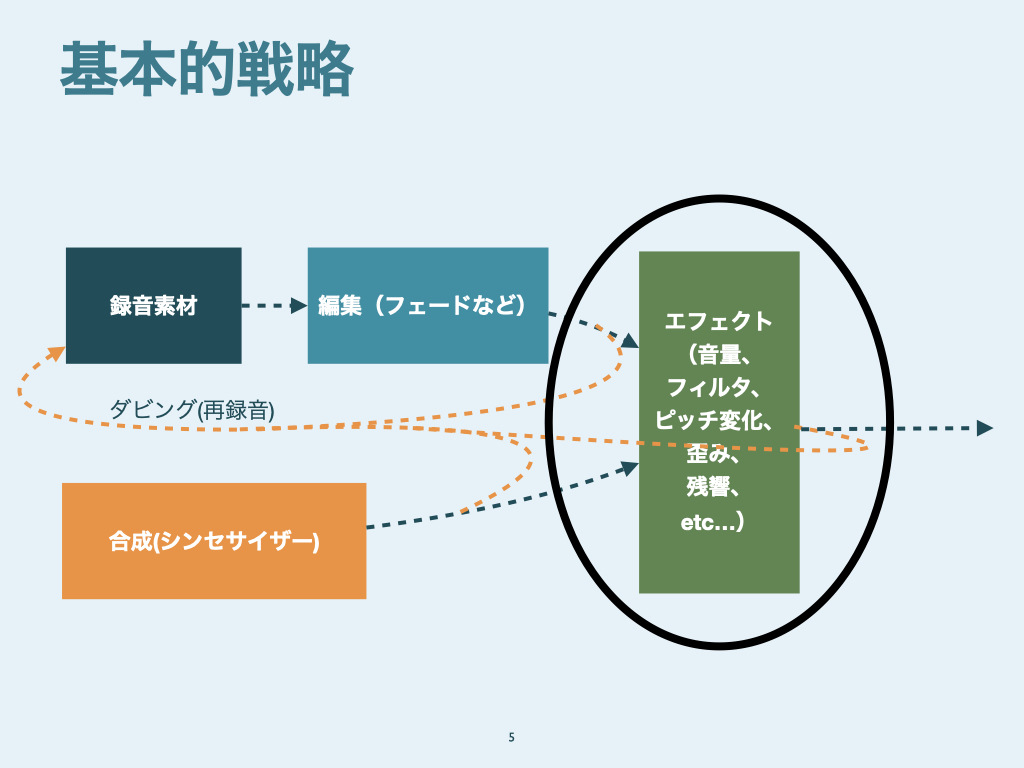 基本的戦略
録音素材
編集（フェードなど）
ダビング(再録音)
合成(シンセサイザー)
エフェクト
（音量、
フィルタ、
ピッチ変化、
歪み、
残響、
etc…）
5